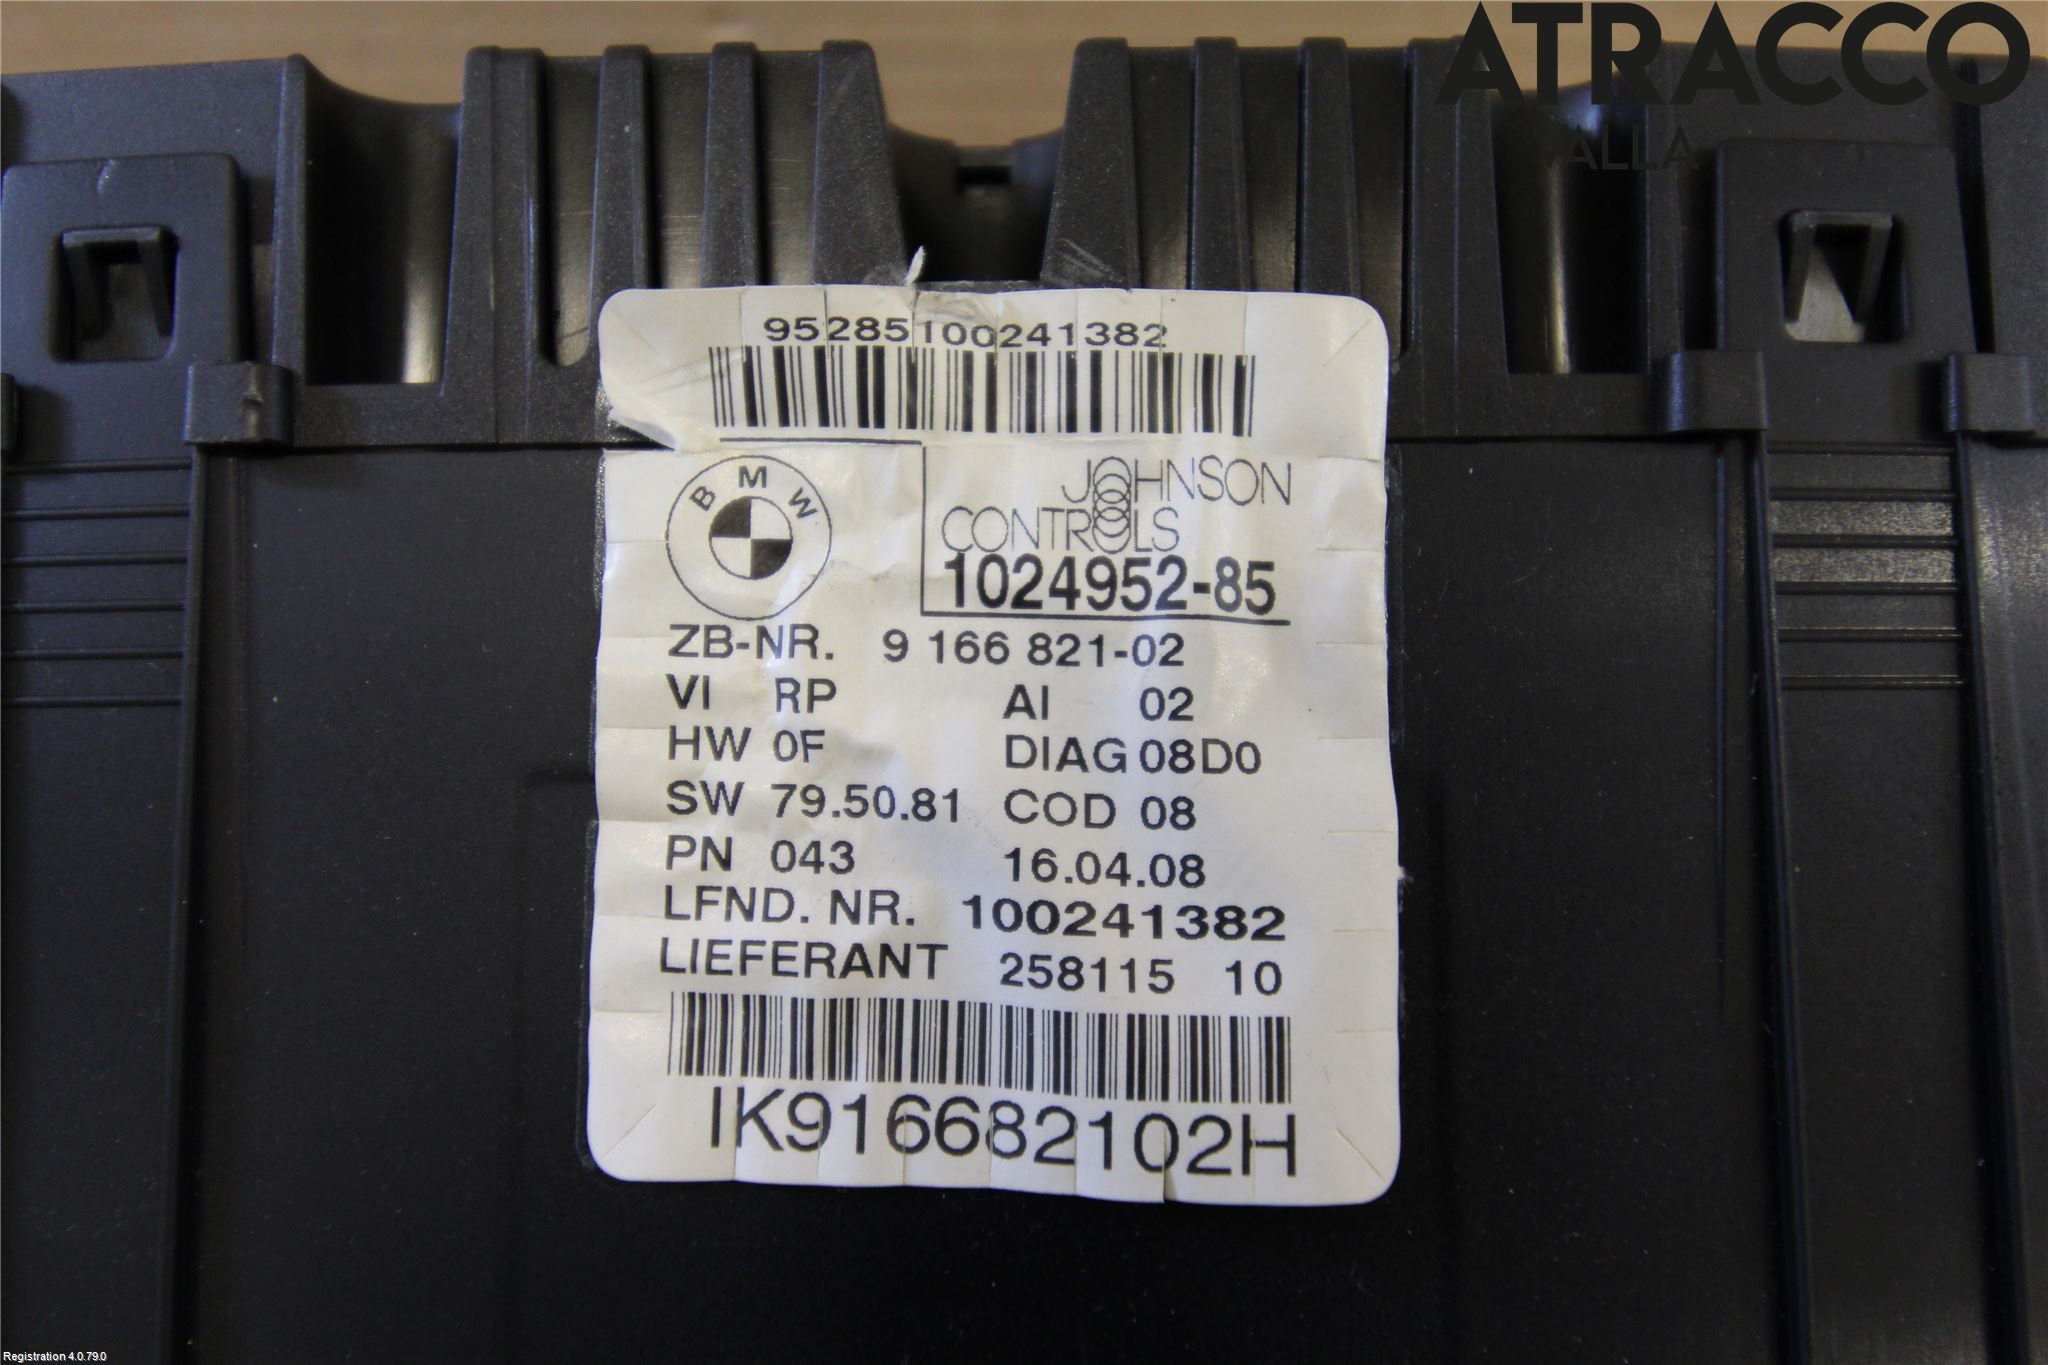 ATRACCO
VALLA
95285100241382
BMW
JOHNSON
CONTROLS
1024952-85
ZB-NR. 9 166 821-02
VI RP AI 02
HW 0F DIAG 08D0
SW 79.50.81 COD 08
PN 043 16.04.08
LFND. NR. 100241382
LIEFERANT 258115 10
IK916682102H
Registration 4.0.79.0